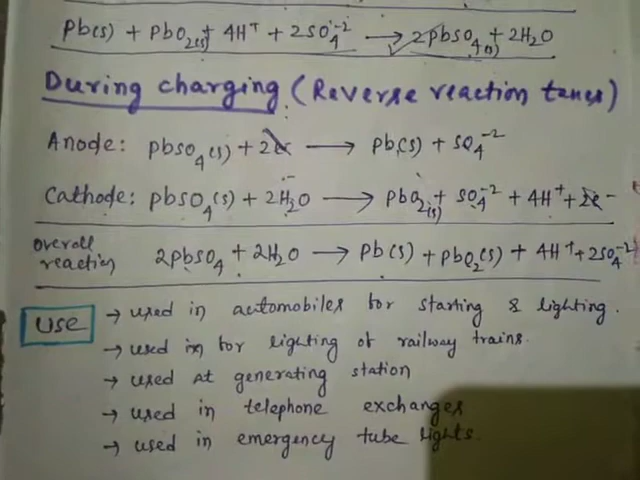 Pb(s) + PbO2(s) + 4H+ + 2SO4-2 → 2PbSO4(s) + 2H2O
During charging (Reverse reaction takes)
Anode: PbSO4(s) + 2e- → Pb(s) + SO4-2
Cathode: PbSO4(s) + 2H2O → PbO2(s) + SO4-2 + 4H+ + 2e-
overall reaction 2PbSO4 + 2H2O → Pb(s) + PbO2(s) + 4H+ + 2SO4-2
Use → used in automobiles for starting & lighting.
→ used in for lighting of railway trains.
→ used at generating station
→ used in telephone exchanges
→ used in emergency tube lights.